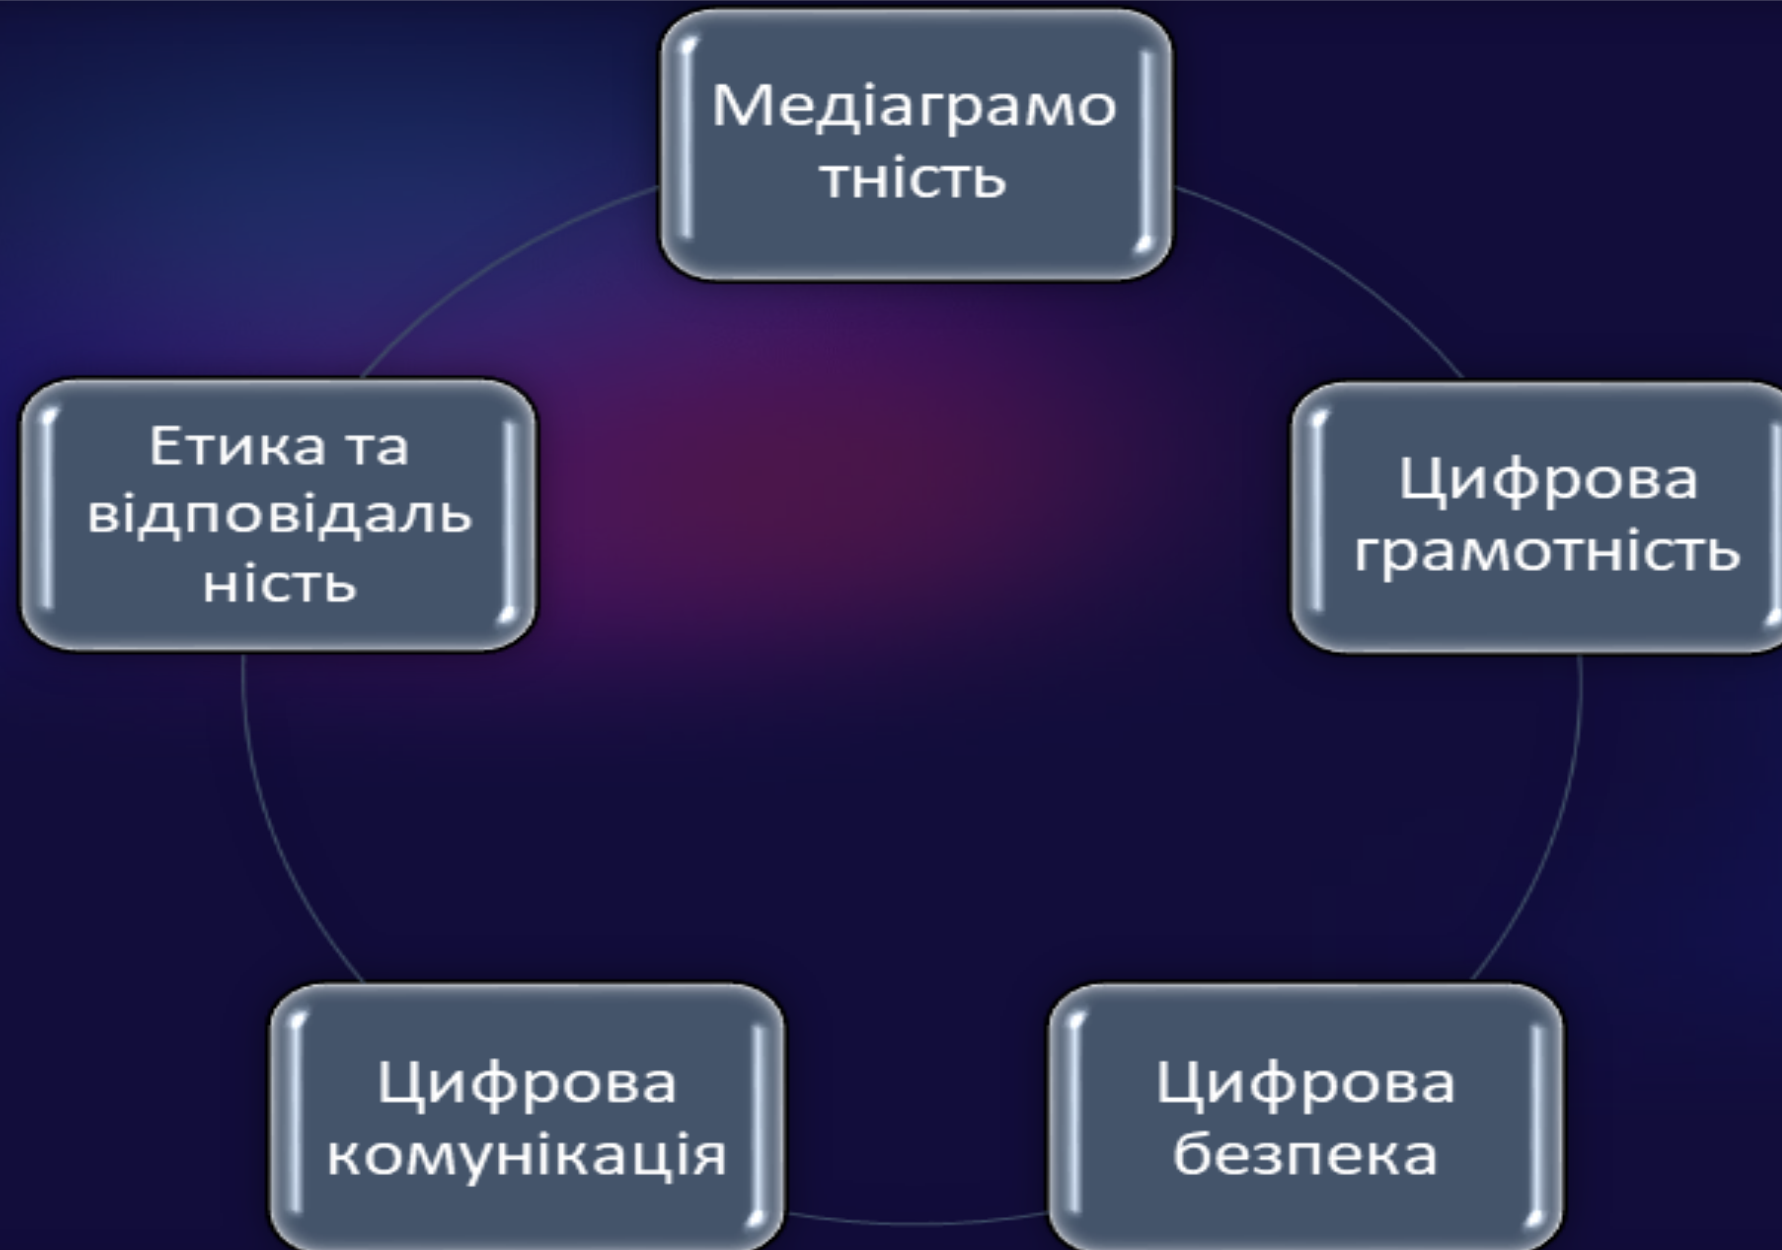 Медіаграмо
тність
Етика та
відповідаль
ність
Цифрова
грамотність
Цифрова
комунікація
Цифрова
безпека